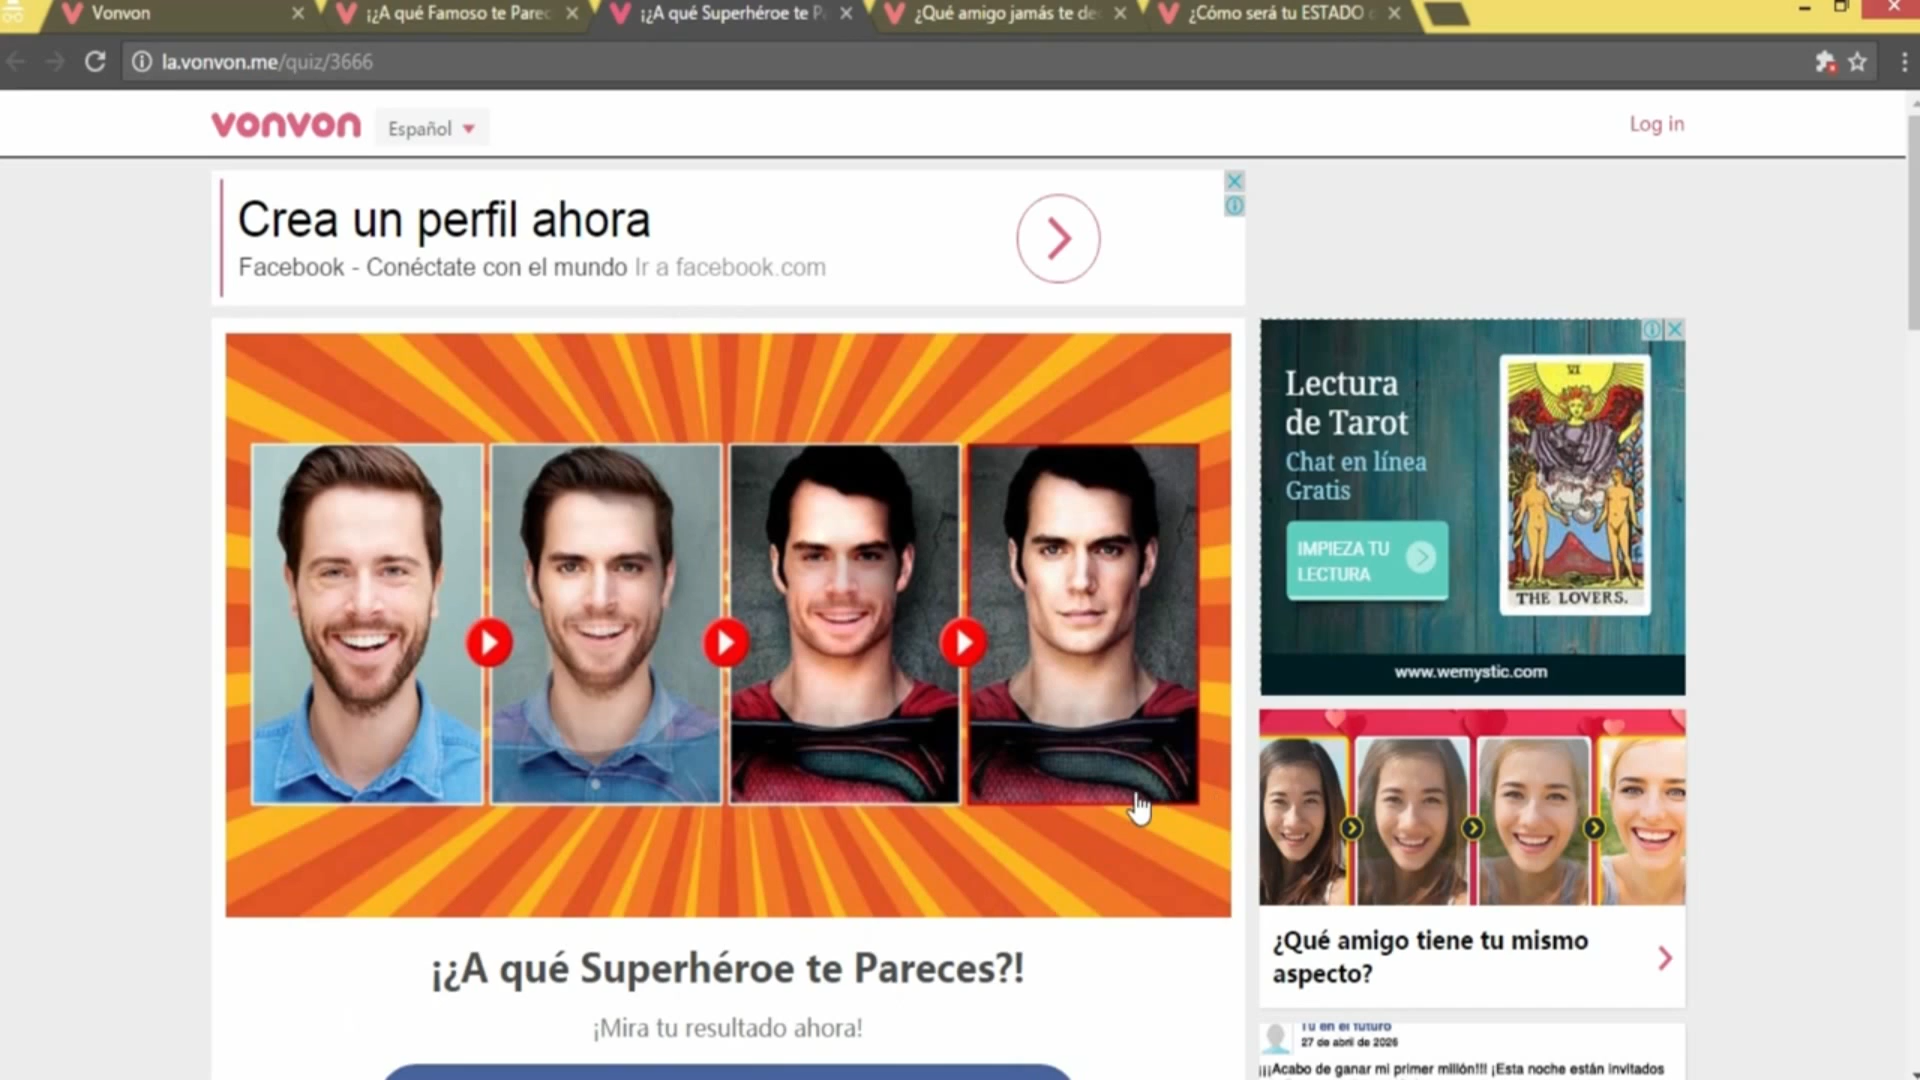 Vonvon
¡¿A qué Famoso te Parec
¡¿A qué Superhéroe te P
¿Qué amigo jamás te de
¿Cómo será tu ESTADO
la.vonvon.me/quiz/3666
vonvon
Español
Log in
Crea un perfil ahora
Facebook - Conéctate con el mundo Ir a facebook.com
Lectura
de Tarot
Chat en línea
Gratis
IMPIEZA TU
LECTURA
VI
THE LOVERS.
www.wemystic.com
¿Qué amigo tiene tu mismo
aspecto?
¡¿A qué Superhéroe te Pareces?!
¡Mira tu resultado ahora!
Tu en el futuro
27 de abril de 2026
¡¡¡Acabo de ganar mi primer millón!!! ¡Esta noche están invitados